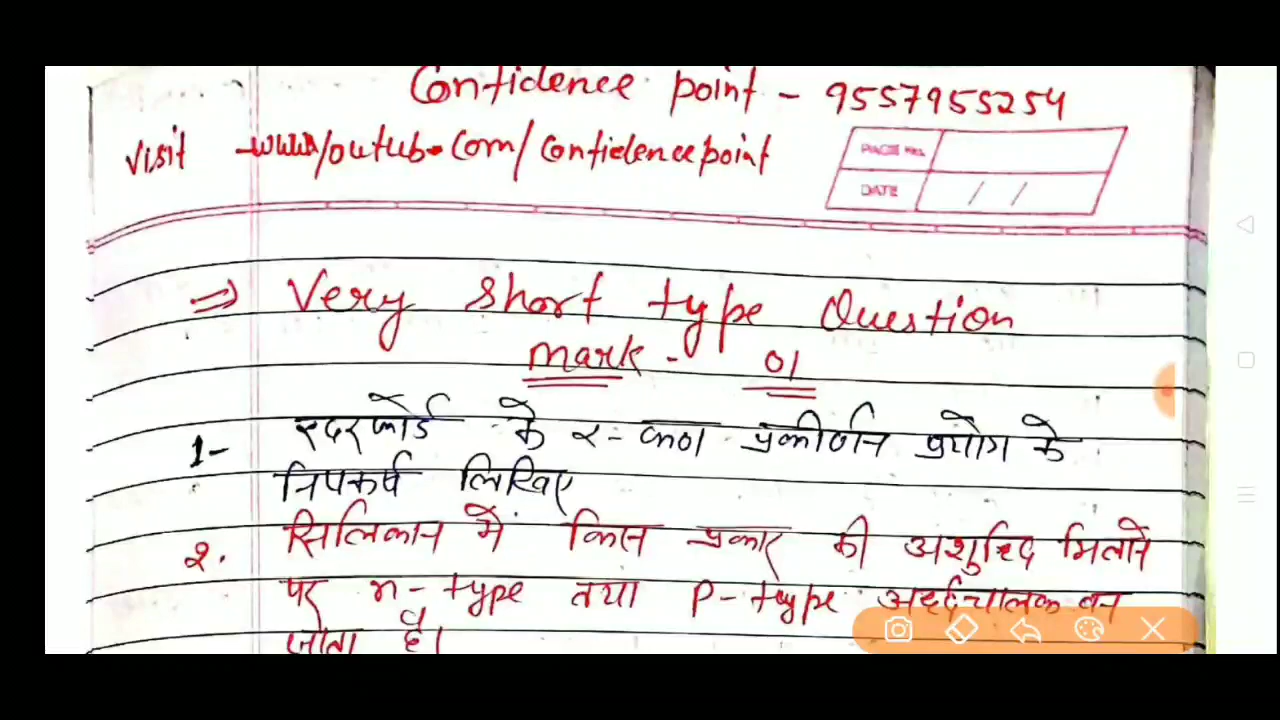 Confidence point - 9557955254
visit www.youtub.com/confidencepoint
PAGE No.
DATE / /
⇒ Very short type Question
mark - 01
1- रदरफोर्ड के α- कण प्रकीर्णन प्रयोग के
निष्कर्ष लिखिए
2. सिलिकान में किस प्रकार की अशुद्धि मिलाने
पर n-type तथा P-type अर्द्धचालक बन
जाता है।